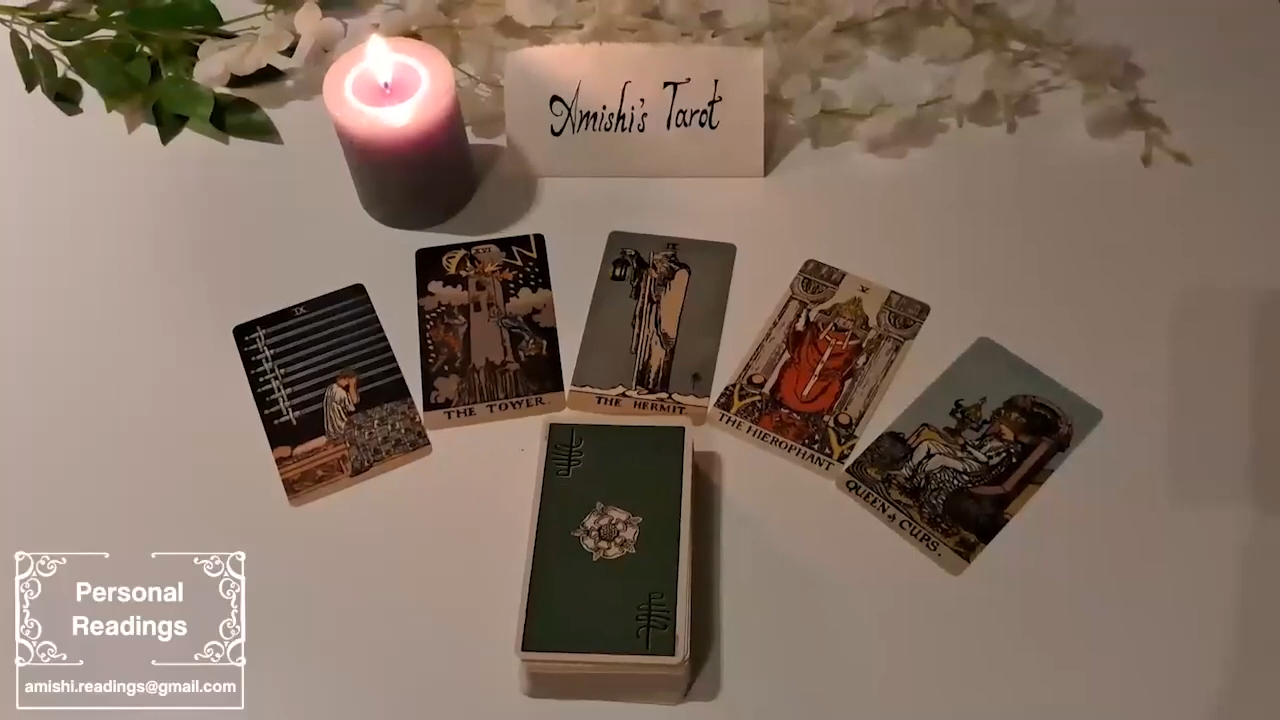 Amishi's Tarot
IX
XVI
THE TOWER.
IX
THE HERMIT.
V
THE HIEROPHANT
QUEEN of CUPS.
Personal
Readings
amishi.readings@gmail.com